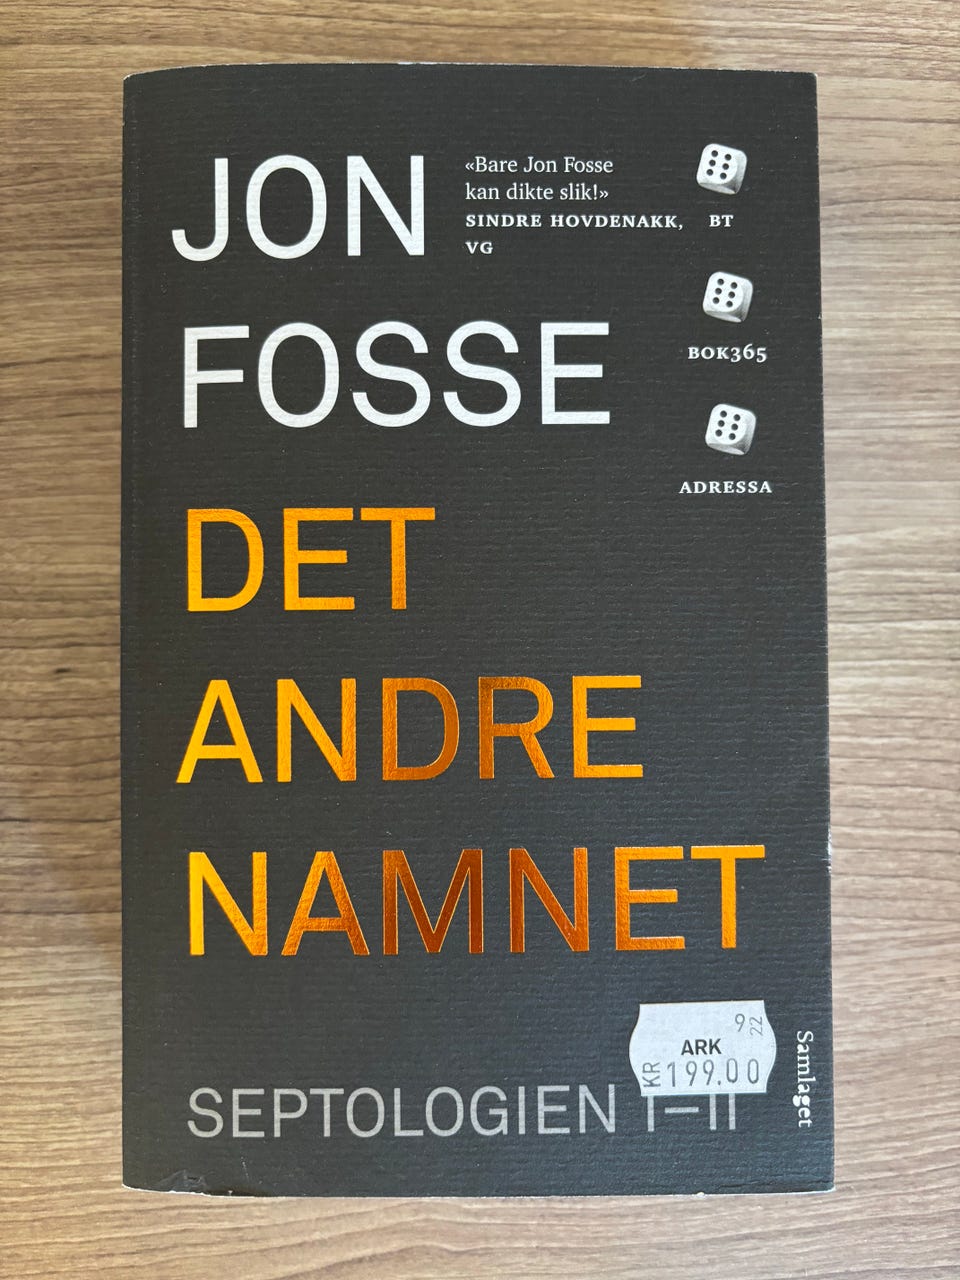 JON
FOSSE
«Bare Jon Fosse
kan dikte slik!»
SINDRE HOVDENAKK,
VG
BT
BOK365
ADRESSA
DET
ANDRE
NAMNET
9 22
ARK
KR 199.00
SEPTOLOGIEN I–II
Samlaget